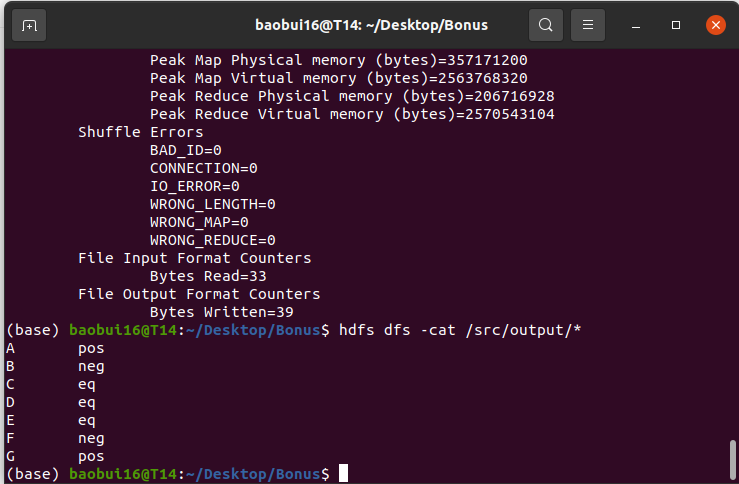 baobui16@T14: ~/Desktop/Bonus
Peak Map Physical memory (bytes)=357171200
Peak Map Virtual memory (bytes)=2563768320
Peak Reduce Physical memory (bytes)=206716928
Peak Reduce Virtual memory (bytes)=2570543104
Shuffle Errors
BAD_ID=0
CONNECTION=0
IO_ERROR=0
WRONG_LENGTH=0
WRONG_MAP=0
WRONG_REDUCE=0
File Input Format Counters
Bytes Read=33
File Output Format Counters
Bytes Written=39
(base) baobui16@T14:~/Desktop/Bonus$ hdfs dfs -cat /src/output/*
A pos
B neg
C eq
D eq
E eq
F neg
G pos
(base) baobui16@T14:~/Desktop/Bonus$